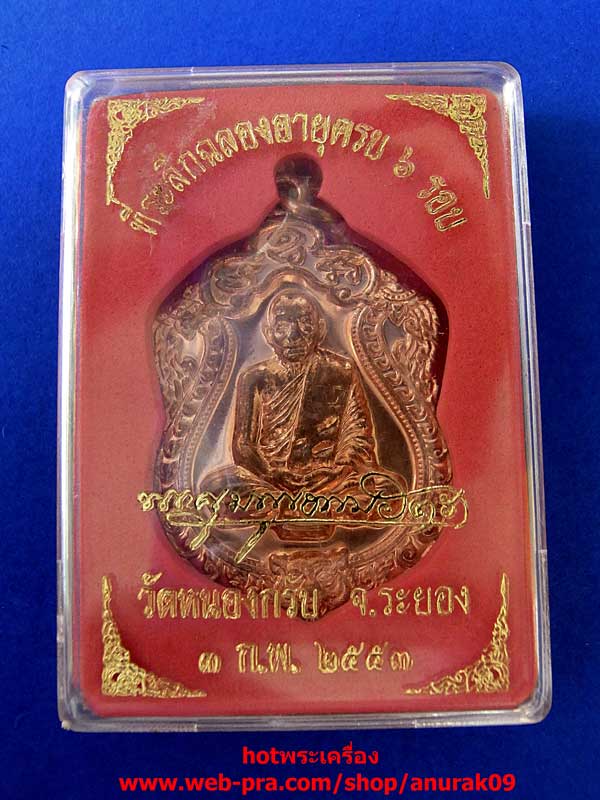 ที่ระลึกฉลองอายุครบ ๖ รอบ
วัดหนองกรับ จ.ระยอง
๓ ก.พ. ๒๕๕๓
hotพระเครื่อง
www.web-pra.com/shop/anurak09